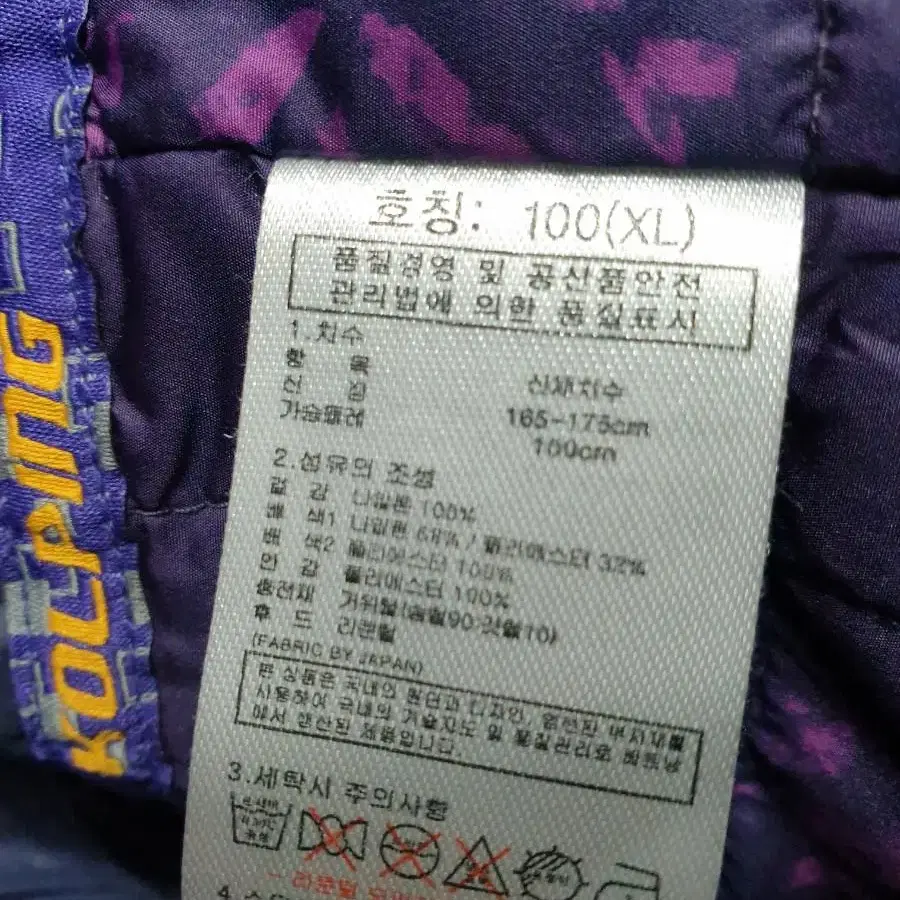 KOLPING
호칭: 100(XL)
품질경영 및 공산품안전
관리법에 의한 품질표시
1.치수
항 목 신체치수
신 장 165-175cm
가슴둘레 100cm
2.섬유의 조성
겉 감 나일론 100%
배 색1 나일론 68% / 폴리에스터 32%
배 색2 폴리에스터 100%
안 감 폴리에스터 100%
충전재 거위털(솜털90:깃털10)
후 드 라쿤털
(FABRIC BY JAPAN)
본 상품은 국내의 원단과 디자인, 엄선된 부자재를
사용하여 국내의 기술지도 및 품질관리로 베트남
에서 생산된 제품입니다.
3.세탁시 주의사항